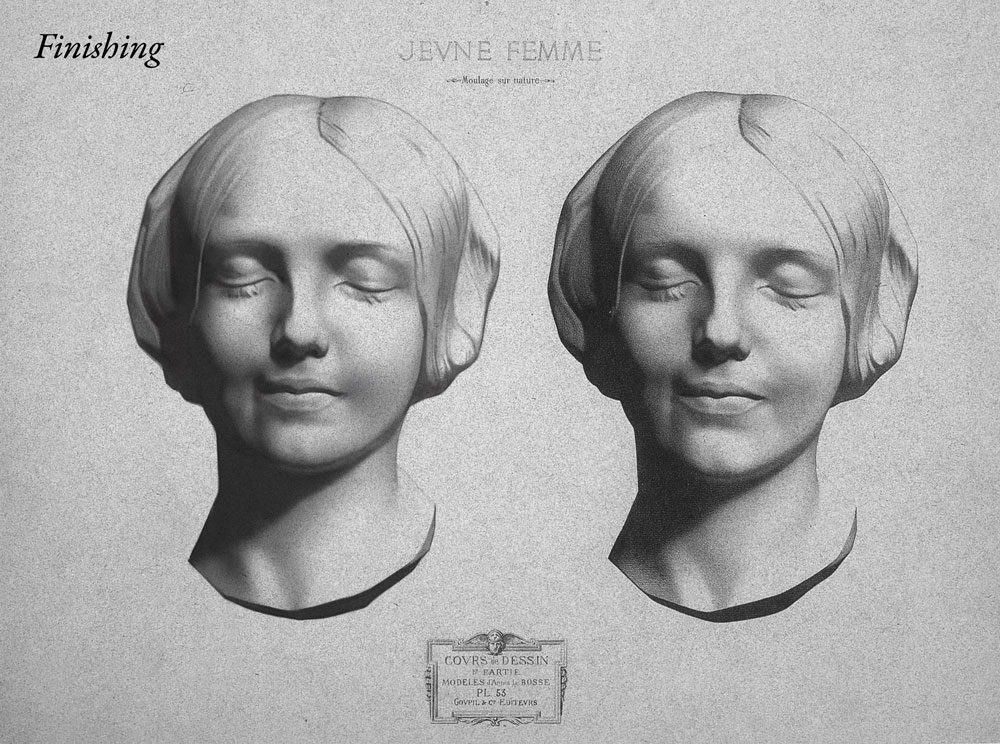 Finishing
JEVNE FEMME
Moulage sur nature
COVRS de DESSIN
1re PARTIE
MODELES d'Après la BOSSE
PL. 53
GOVPIL & Cie EDITEVRS